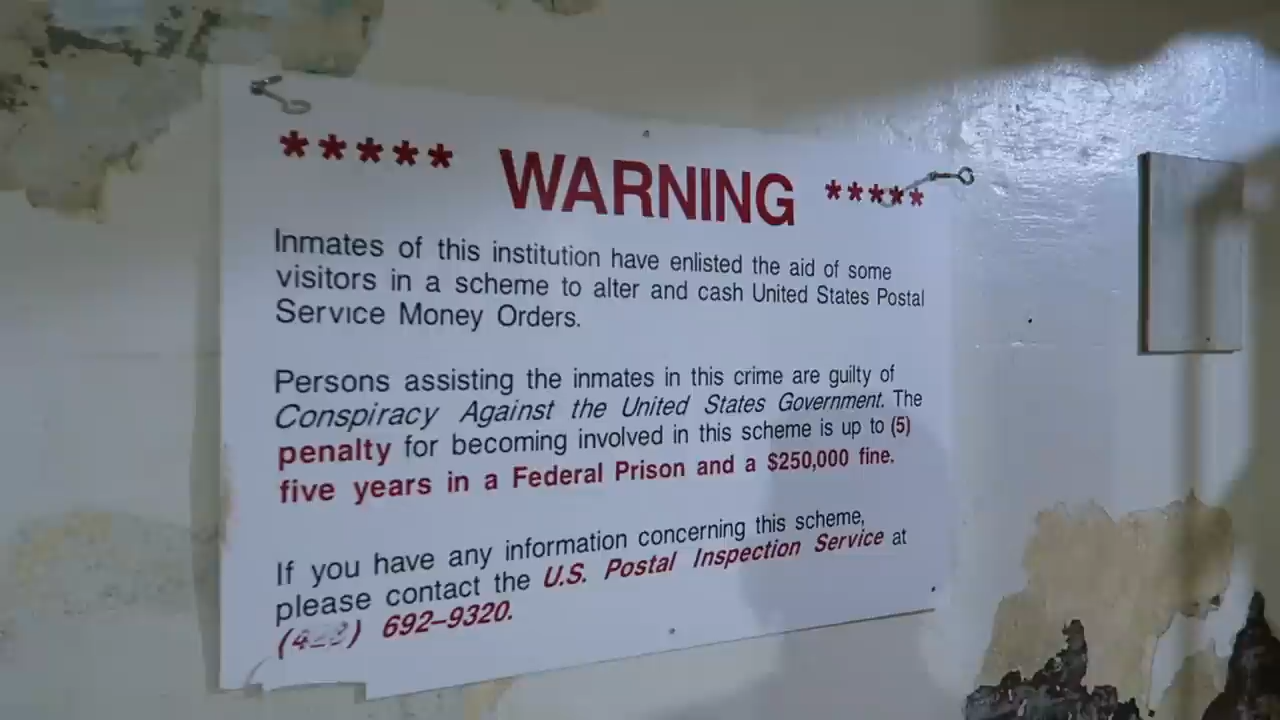 ***** WARNING *****
Inmates of this institution have enlisted the aid of some
visitors in a scheme to alter and cash United States Postal
Service Money Orders.
Persons assisting the inmates in this crime are guilty of
Conspiracy Against the United States Government. The
penalty for becoming involved in this scheme is up to (5)
five years in a Federal Prison and a $250,000 fine.
If you have any information concerning this scheme,
please contact the U.S. Postal Inspection Service at
692–9320.